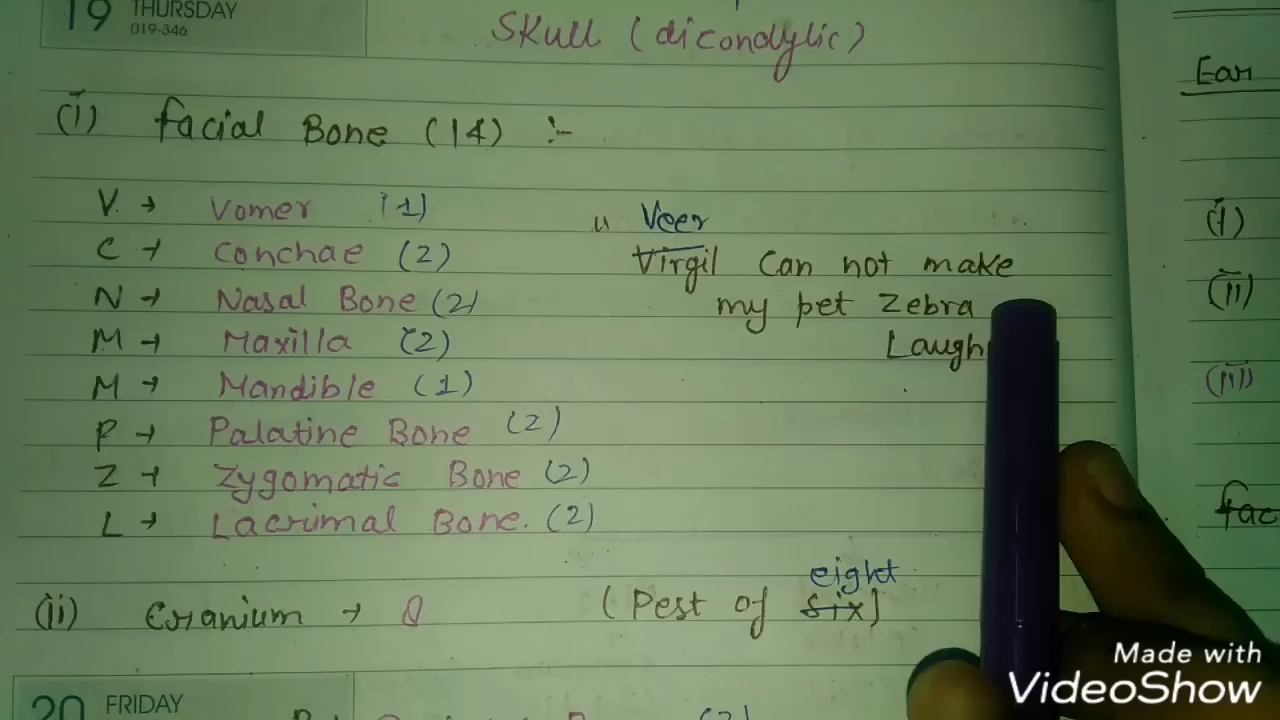 19 THURSDAY
019-346
Skull (dicondylic)
(i) facial Bone (14) :-
V. → Vomer (1)
C → Conchae (2)
N → Nasal Bone (2)
M → Maxilla (2)
M → Mandible (1)
P → Palatine Bone (2)
Z → Zygomatic Bone (2)
L → Lacrimal Bone. (2)
" Veer
Virgil Can not make
my pet Zebra
Laugh
(ii) Cranium → 8
eight
(Pest of six)
20 FRIDAY
(2)
Ear
(i)
(ii)
(iii)
fac
Made with
VideoShow